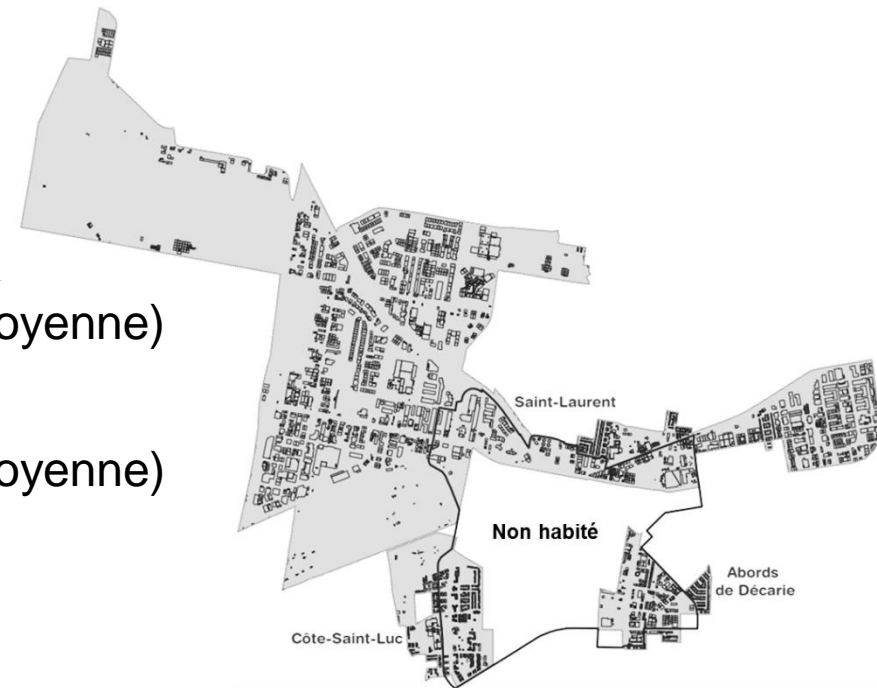 oyenne)
Saint-Laurent
oyenne)
Non habité
Abords
de Décarie
Côte-Saint-Luc